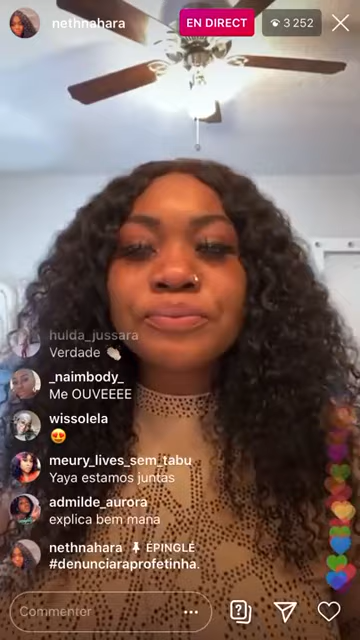 nethnahara
EN DIRECT
3 252
hulda_jussara
Verdade
_naimbody_
Me OUVEEEE
wissolela
meury_lives_sem_tabu
Yaya estamos juntas
admilde_aurora
explica bem mana
nethnahara ÉPINGLÉ
#denunciaraprofetinha.
Commenter